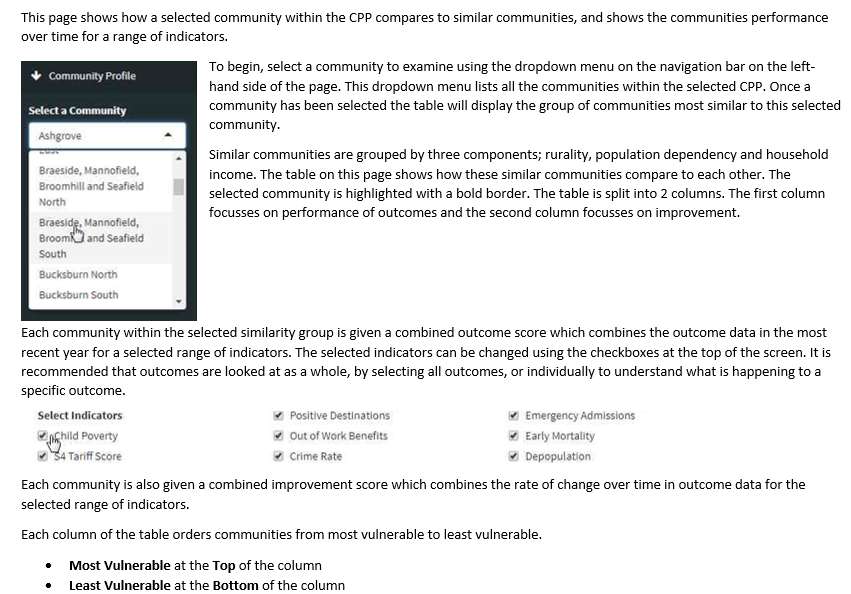 This page shows how a selected community within the CPP compares to similar communities, and shows the communities performance
over time for a range of indicators.
Community Profile
Select a Community
Ashgrove
Braeside, Mannofield,
Broomhill and Seafield
North
Braeside, Mannofield,
and Seafield
South
Bucksburn North
Bucksburn South
To begin, select a community to examine using the dropdown menu on the navigation bar on the left-
hand side of the page. This dropdown menu lists all the communities within the selected CPP. Once a
community has been selected the table will display the group of communities most similar to this selected
community.
Similar communities are grouped by three components; rurality, population dependency and household
income. The table on this page shows how these similar communities compare to each other. The
selected community is highlighted with a bold border. The table is split into 2 columns. The first column
focusses on performance of outcomes and the second column focusses on improvement.
Each community within the selected similarity group is given a combined outcome score which combines the outcome data in the most
recent year for a selected range of indicators. The selected indicators can be changed using the checkboxes at the top of the screen. It is
recommended that outcomes are looked at as a whole, by selecting all outcomes, or individually to understand what is happening to a
specific outcome.
Select Indicators
Child Poverty
S4 Tariff Score
Positive Destinations
Out of Work Benefits
Crime Rate
Emergency Admissions
Early Mortality
Depopulation
Each community is also given a combined improvement score which combines the rate of change over time in outcome data for the
selected range of indicators.
Each column of the table orders communities from most vulnerable to least vulnerable.
• Most Vulnerable at the Top of the column
• Least Vulnerable at the Bottom of the column